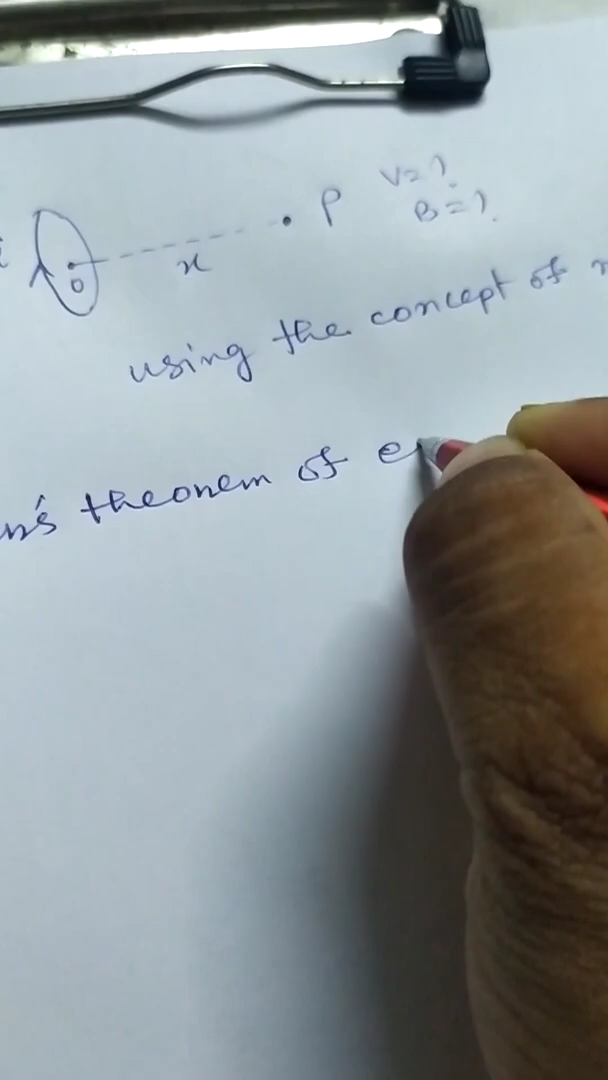 P V=?
i O x B=?
using the concept of
theorem of